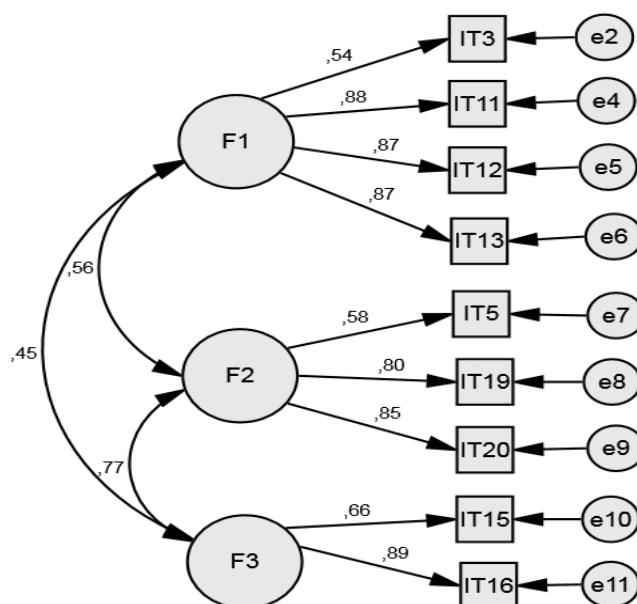 IT3
e2
,54
IT11
e4
,88
F1
,87
IT12
e5
,87
IT13
e6
,56
,58
IT5
e7
,45
F2
,80
IT19
e8
,85
IT20
e9
,77
,66
IT15
e10
F3
,89
IT16
e11